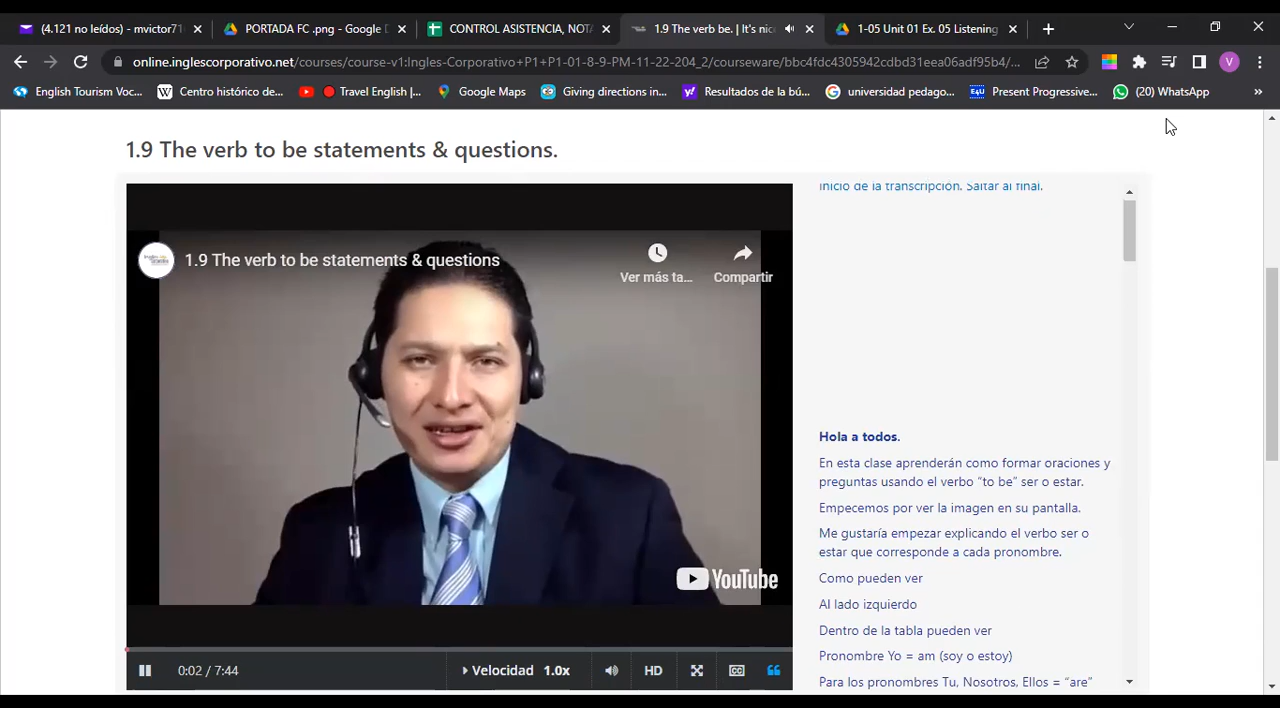 (4.121 no leídos) - mvictor71
PORTADA FC .png - Google D
CONTROL ASISTENCIA, NOTA
1.9 The verb be. | It's nice
1-05 Unit 01 Ex. 05 Listening
online.inglescorporativo.net/courses/course-v1:Ingles-Corporativo+P1+P1-01-8-9-PM-11-22-204_2/courseware/bbc4fdc4305942cdbd31eea06adf95b4/...
V
English Tourism Voc...
Centro histórico de...
Travel English |...
Google Maps
Giving directions in...
Resultados de la bú...
universidad pedago...
E4U
Present Progressive...
(20) WhatsApp
1.9 The verb to be statements & questions.
1.9 The verb to be statements & questions
Ver más ta...
Compartir
YouTube
0:02 / 7:44
Velocidad 1.0x
HD
Inicio de la transcripción. Saltar al final.
Hola a todos.
En esta clase aprenderán como formar oraciones y
preguntas usando el verbo “to be” ser o estar.
Empecemos por ver la imagen en su pantalla.
Me gustaría empezar explicando el verbo ser o
estar que corresponde a cada pronombre.
Como pueden ver
Al lado izquierdo
Dentro de la tabla pueden ver
Pronombre Yo = am (soy o estoy)
Para los pronombres Tu, Nosotros, Ellos = “are”